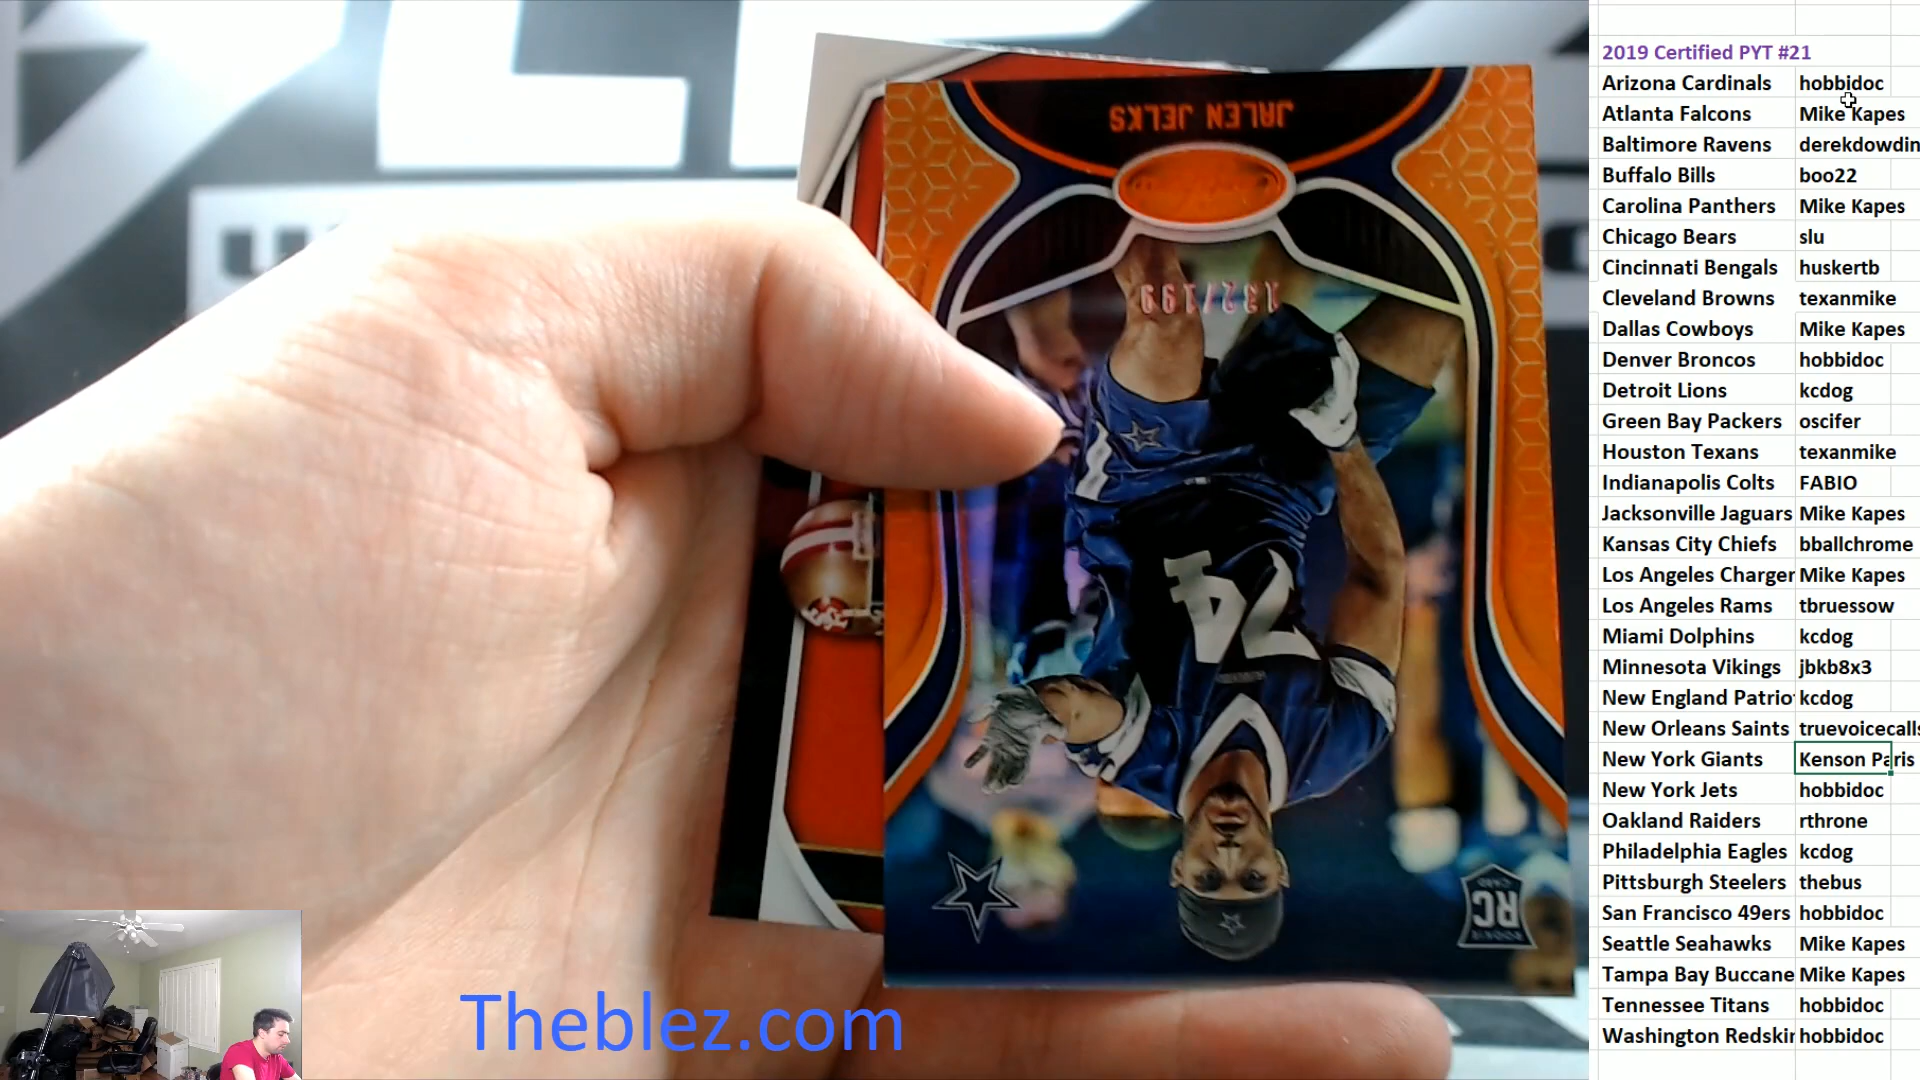 2019 Certified PYT #21
Arizona Cardinals hobbidoc
Atlanta Falcons Mike Kapes
Baltimore Ravens derekdowdin
Buffalo Bills boo22
Carolina Panthers Mike Kapes
Chicago Bears slu
Cincinnati Bengals huskertb
Cleveland Browns texanmike
Dallas Cowboys Mike Kapes
Denver Broncos hobbidoc
Detroit Lions kcdog
Green Bay Packers oscifer
Houston Texans texanmike
Indianapolis Colts FABIO
Jacksonville Jaguars Mike Kapes
Kansas City Chiefs bballchrome
Los Angeles Charger Mike Kapes
Los Angeles Rams tbruessow
Miami Dolphins kcdog
Minnesota Vikings jbkb8x3
New England Patrio kcdog
New Orleans Saints truevoicecalls
New York Giants Kenson Paris
New York Jets hobbidoc
Oakland Raiders rthrone
Philadelphia Eagles kcdog
Pittsburgh Steelers thebus
San Francisco 49ers hobbidoc
Seattle Seahawks Mike Kapes
Tampa Bay Buccane Mike Kapes
Tennessee Titans hobbidoc
Washington Redskin hobbidoc
JALEN JELKS
132/199
74
RC
ROOKIE
CARD
Theblez.com